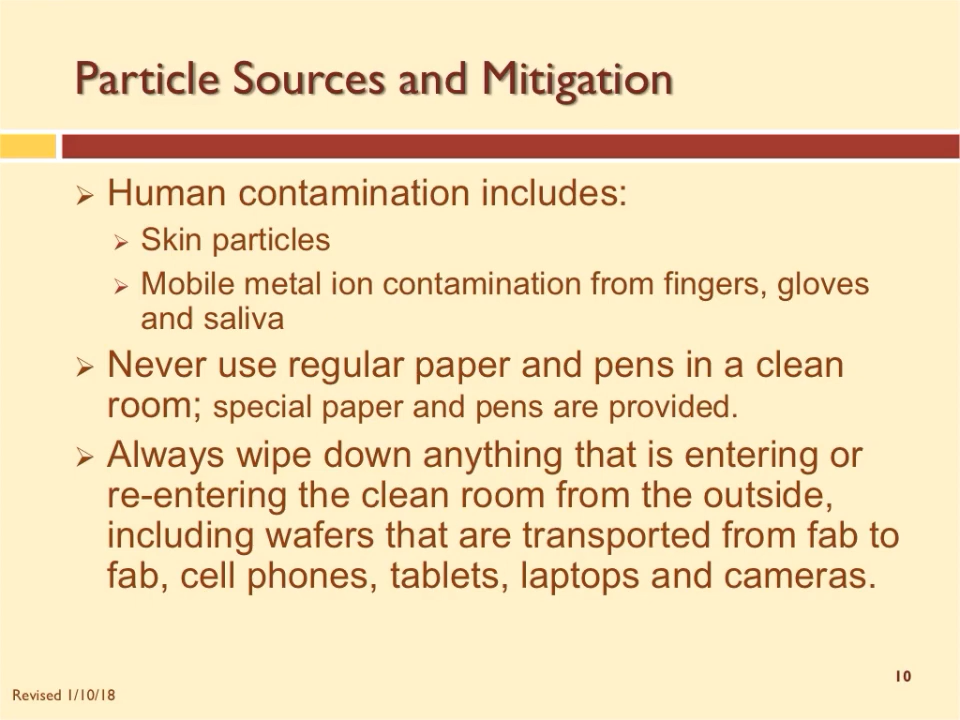 Particle Sources and Mitigation
➢ Human contamination includes:
➢ Skin particles
➢ Mobile metal ion contamination from fingers, gloves
and saliva
➢ Never use regular paper and pens in a clean
room; special paper and pens are provided.
➢ Always wipe down anything that is entering or
re-entering the clean room from the outside,
including wafers that are transported from fab to
fab, cell phones, tablets, laptops and cameras.
10
Revised 1/10/18